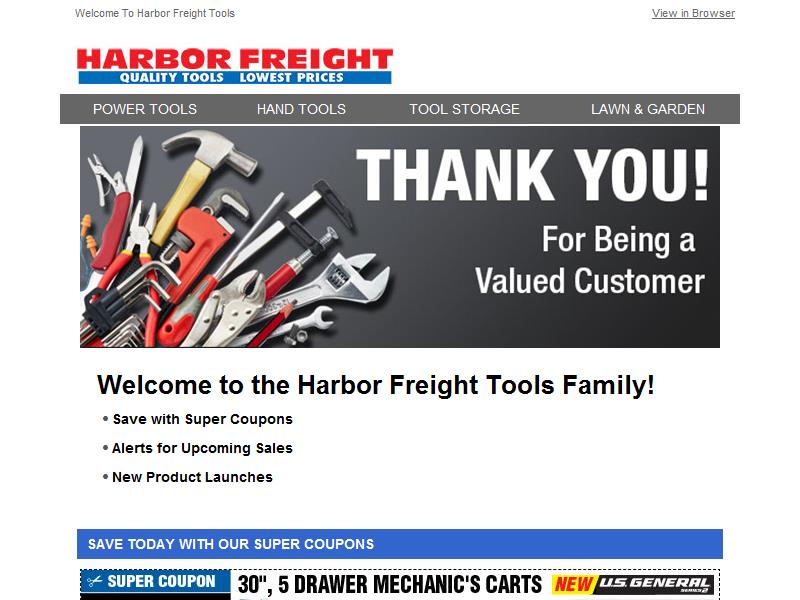 Welcome To Harbor Freight Tools
View in Browser
HARBOR FREIGHT
QUALITY TOOLS LOWEST PRICES
POWER TOOLS
HAND TOOLS
TOOL STORAGE
LAWN & GARDEN
THANK YOU!
For Being a
Valued Customer
Welcome to the Harbor Freight Tools Family!
• Save with Super Coupons
• Alerts for Upcoming Sales
• New Product Launches
SAVE TODAY WITH OUR SUPER COUPONS
SUPER COUPON
30", 5 DRAWER MECHANIC'S CARTS
NEW
U.S. GENERAL
SERIES 2